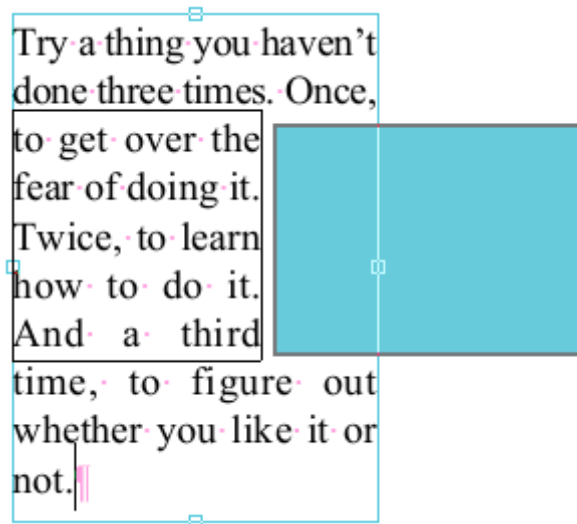 Try a thing you haven’t
done three times. Once,
to get over the
fear of doing it.
Twice, to learn
how to do it.
And a third
time, to figure out
whether you like it or
not.¶